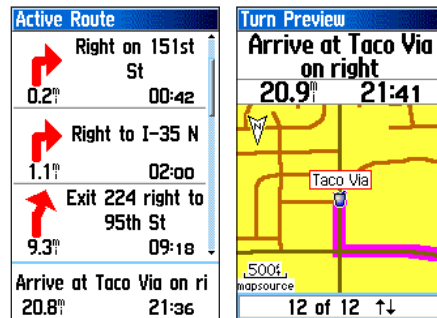 Active Route
Right on 151st
St
0.2mi 00:42
Right to I-35 N
1.1mi 02:00
Exit 224 right to
95th St
9.3mi 09:18
Arrive at Taco Via on ri
20.8mi 21:36
Turn Preview
Arrive at Taco Via
on right
20.9mi 21:41
N
Taco Via
500ft
mapsource
12 of 12 ↑↓